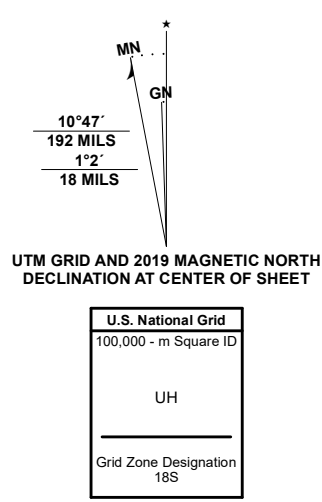 ★
MN
GN
10°47´
192 MILS
1°2´
18 MILS
UTM GRID AND 2019 MAGNETIC NORTH
DECLINATION AT CENTER OF SHEET
U.S. National Grid
100,000 - m Square ID
UH
Grid Zone Designation
18S